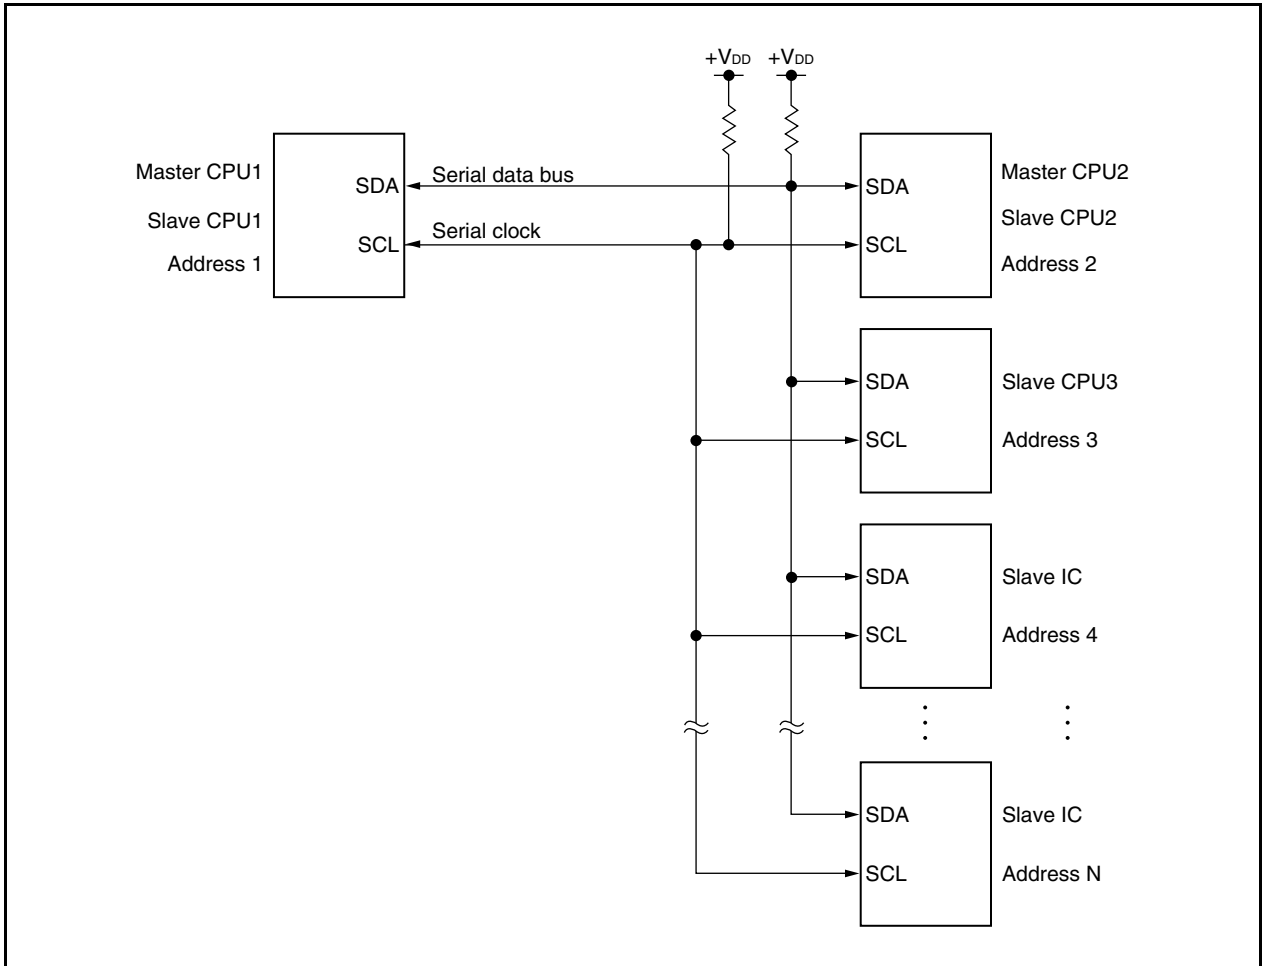 +VDD +VDD
Master CPU1
Slave CPU1
Address 1
SDA
SCL
Serial data bus
Serial clock
SDA
SCL
Master CPU2
Slave CPU2
Address 2
SDA
SCL
Slave CPU3
Address 3
SDA
SCL
Slave IC
Address 4
SDA
SCL
Slave IC
Address N